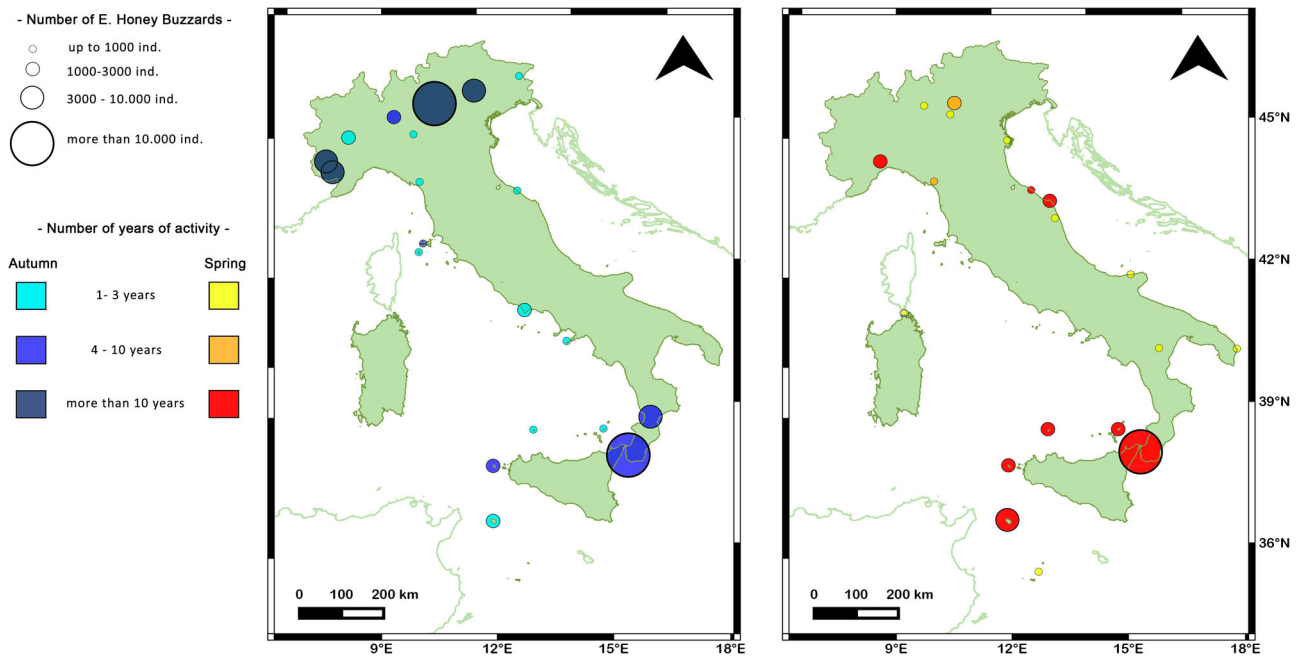 - Number of E. Honey Buzzards -
up to 1000 ind.
1000-3000 ind.
3000 - 10.000 ind.
more than 10.000 ind.
- Number of years of activity -
Autumn
Spring
1- 3 years
4 - 10 years
more than 10 years
0 100 200 km
9°E 12°E 15°E 18°E
0 100 200 km
9°E 12°E 15°E 18°E
45°N
42°N
39°N
36°N